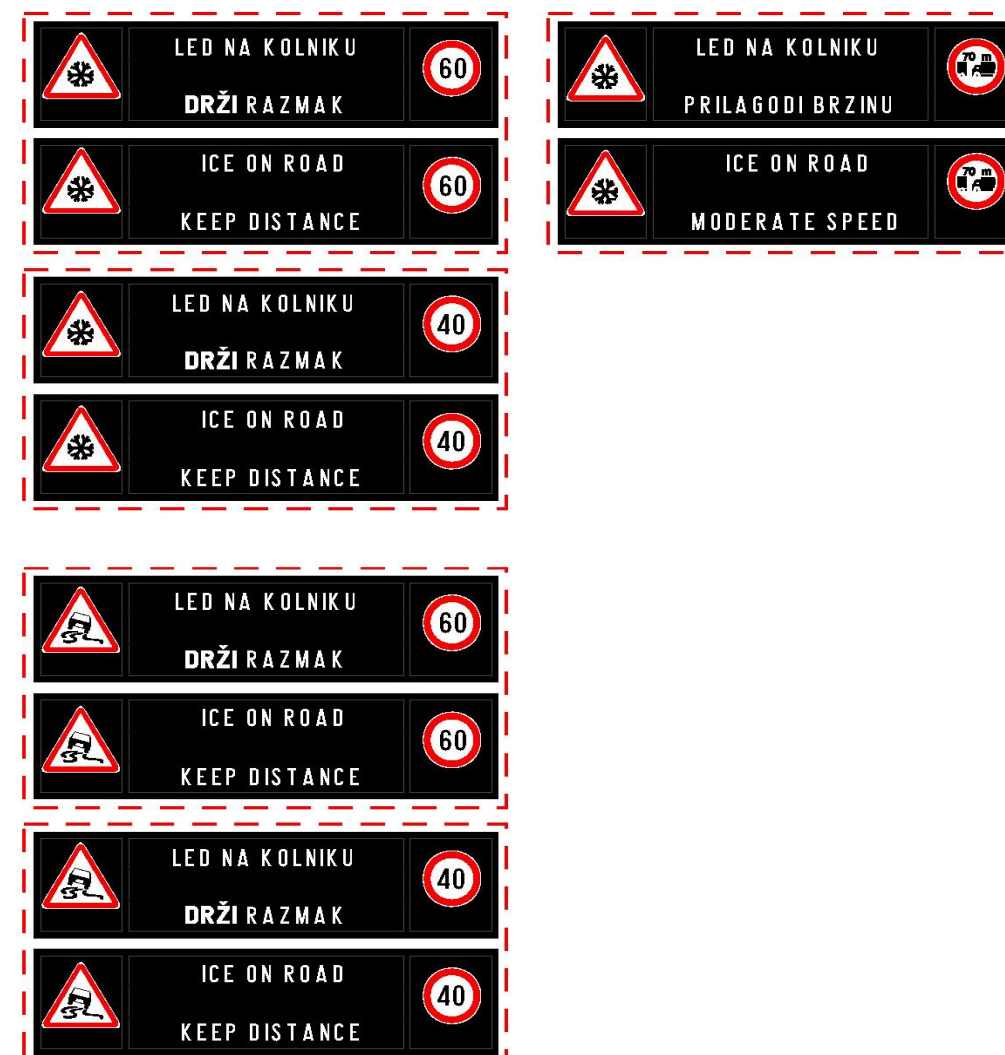 LED NA KOLNIKU
DRŽI RAZMAK
60
ICE ON ROAD
KEEP DISTANCE
60
LED NA KOLNIKU
PRILAGODI BRZINU
70 m
ICE ON ROAD
MODERATE SPEED
70 m
LED NA KOLNIKU
DRŽI RAZMAK
40
ICE ON ROAD
KEEP DISTANCE
40
LED NA KOLNIKU
DRŽI RAZMAK
60
ICE ON ROAD
KEEP DISTANCE
60
LED NA KOLNIKU
DRŽI RAZMAK
40
ICE ON ROAD
KEEP DISTANCE
40